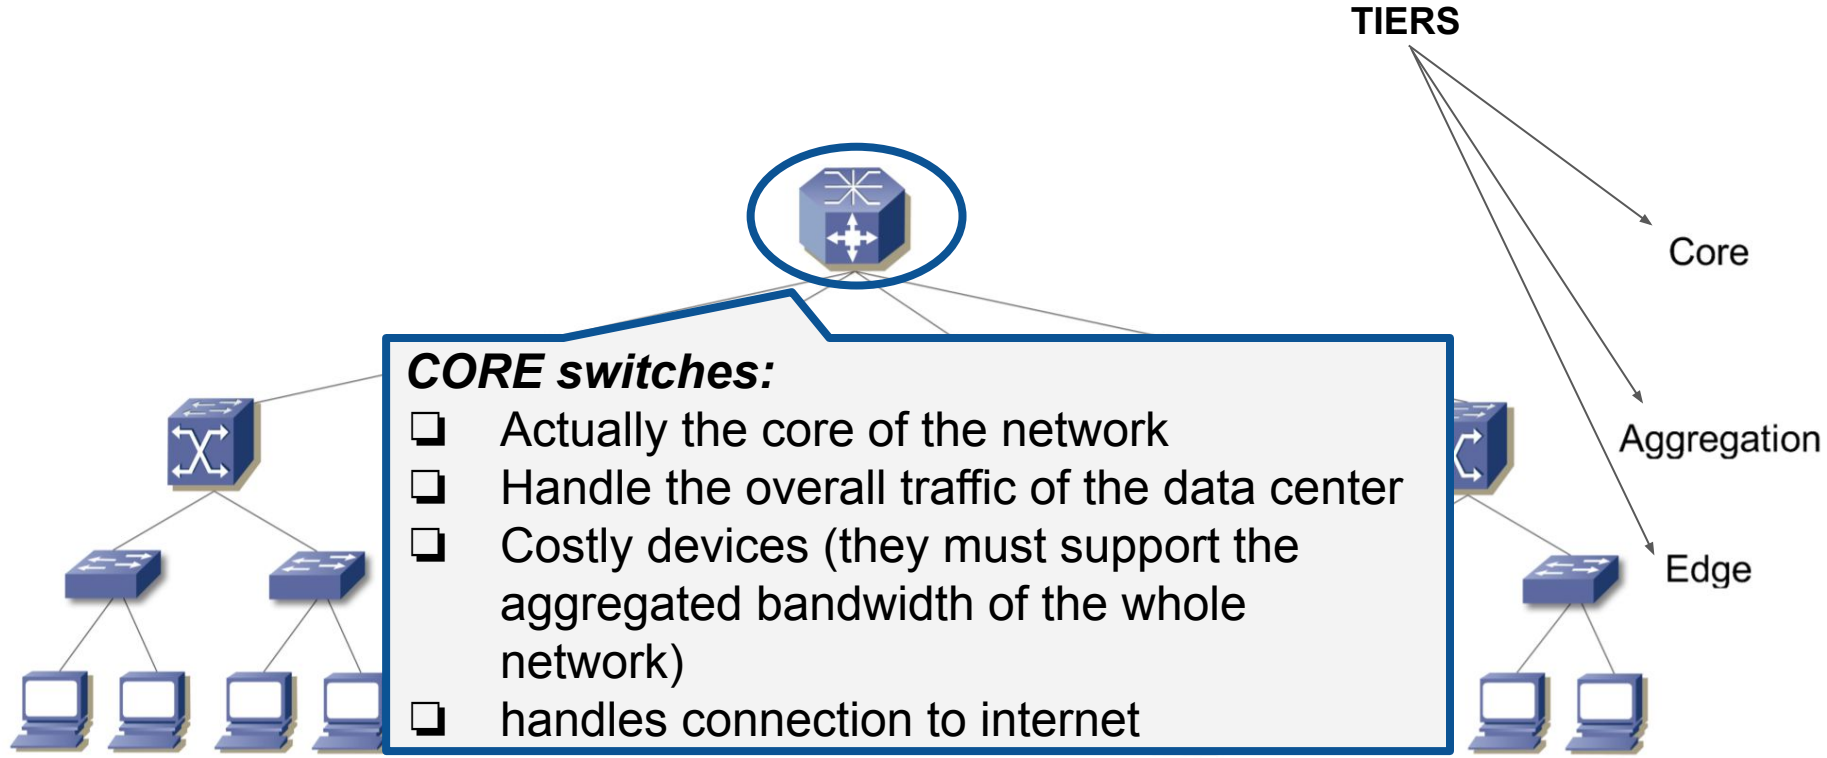 TIERS
Core
CORE switches:
❏ Actually the core of the network
❏ Handle the overall traffic of the data center
❏ Costly devices (they must support the
aggregated bandwidth of the whole
network)
❏ handles connection to internet
Aggregation
Edge